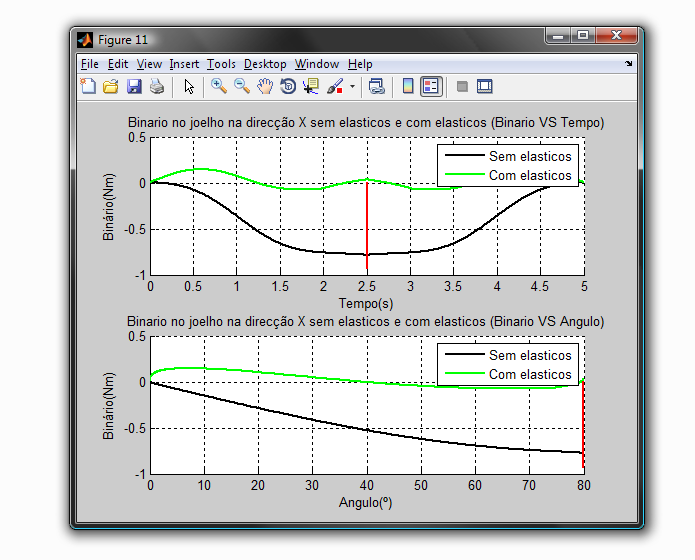 Figure 11
File Edit View Insert Tools Desktop Window Help
Binario no joelho na direcção X sem elasticos e com elasticos (Binario VS Tempo)
0.5
0
-0.5
-1
Binário(Nm)
Sem elasticos
Com elasticos
0 0.5 1 1.5 2 2.5 3 3.5 4 4.5 5
Tempo(s)
Binario no joelho na direcção X sem elasticos e com elasticos (Binario VS Angulo)
0.5
0
-0.5
-1
Binário(Nm)
Sem elasticos
Com elasticos
0 10 20 30 40 50 60 70 80
Angulo(º)